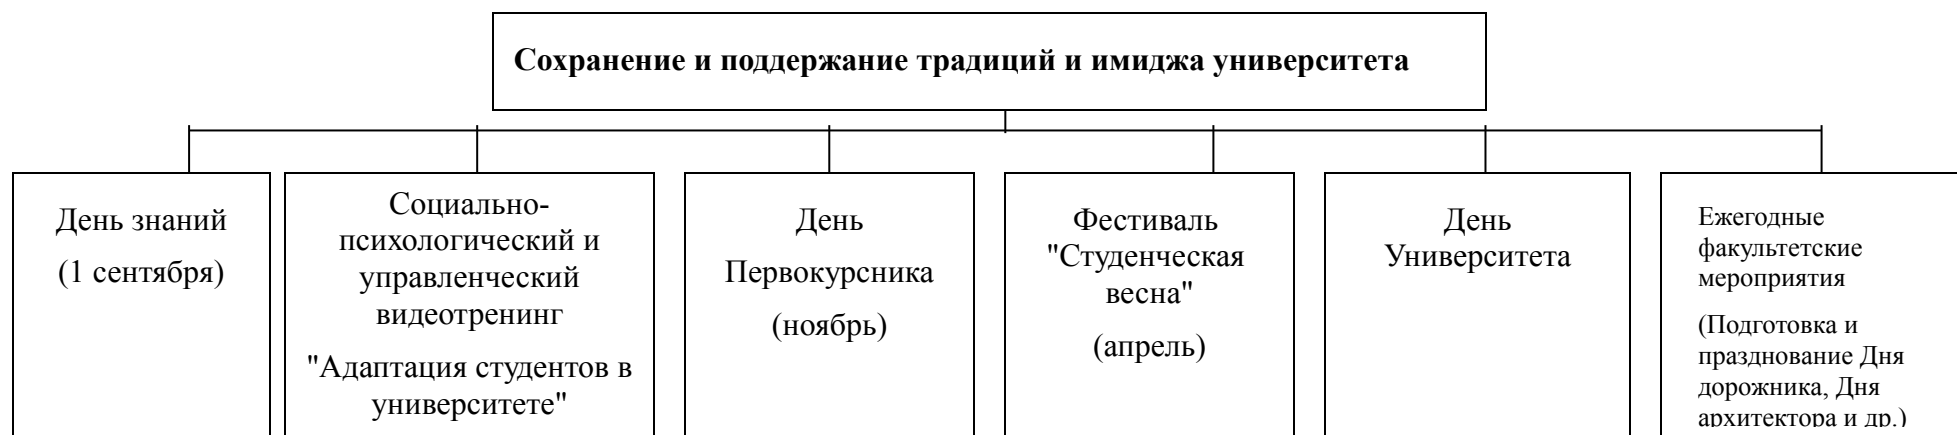 Сохранение и поддержание традиций и имиджа университета
День знаний
(1 сентября)
Социально-
психологический и
управленческий
видеотренинг
"Адаптация студентов в
университете"
День
Первокурсника
(ноябрь)
Фестиваль
"Студенческая
весна"
(апрель)
День
Университета
Ежегодные
факультетские
мероприятия
(Подготовка и
празднование Дня
дорожника, Дня
архитектора и др.)